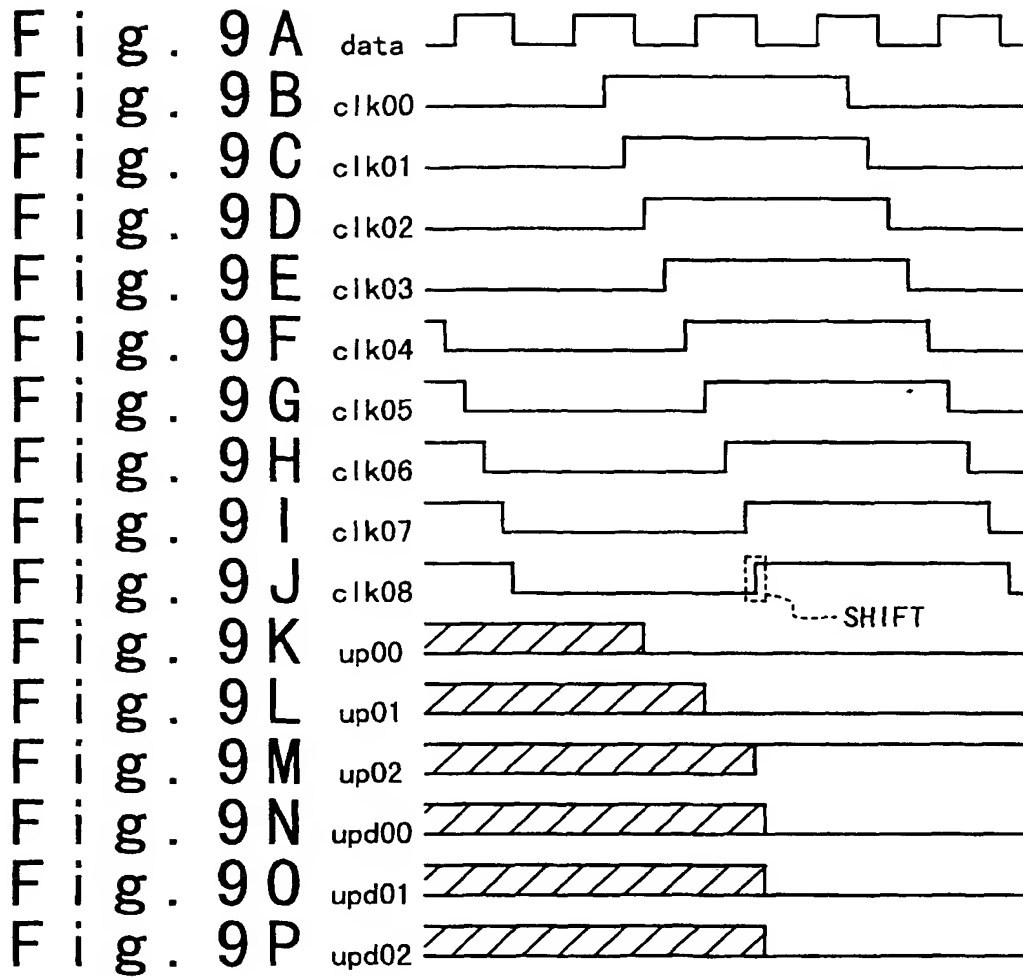 Fig. 9A data
Fig. 9B clk00
Fig. 9C clk01
Fig. 9D clk02
Fig. 9E clk03
Fig. 9F clk04
Fig. 9G clk05
Fig. 9H clk06
Fig. 9I clk07
Fig. 9J clk08
SHIFT
Fig. 9K up00
Fig. 9L up01
Fig. 9M up02
Fig. 9N upd00
Fig. 9O upd01
Fig. 9P upd02